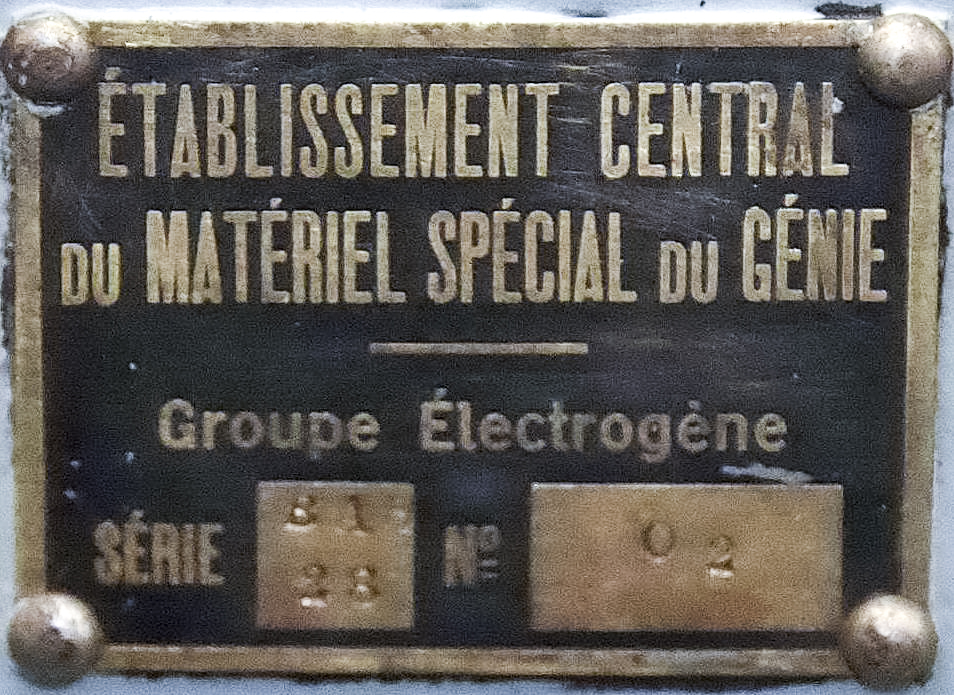 ÉTABLISSEMENT CENTRAL
DU MATÉRIEL SPÉCIAL DU GÉNIE
Groupe Électrogène
SÉRIE Nº 02